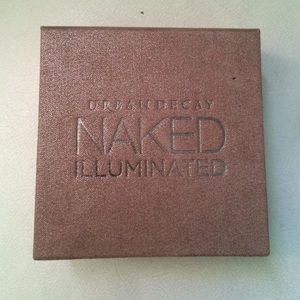 URBAN DECAY
NAKED
ILLUMINATED